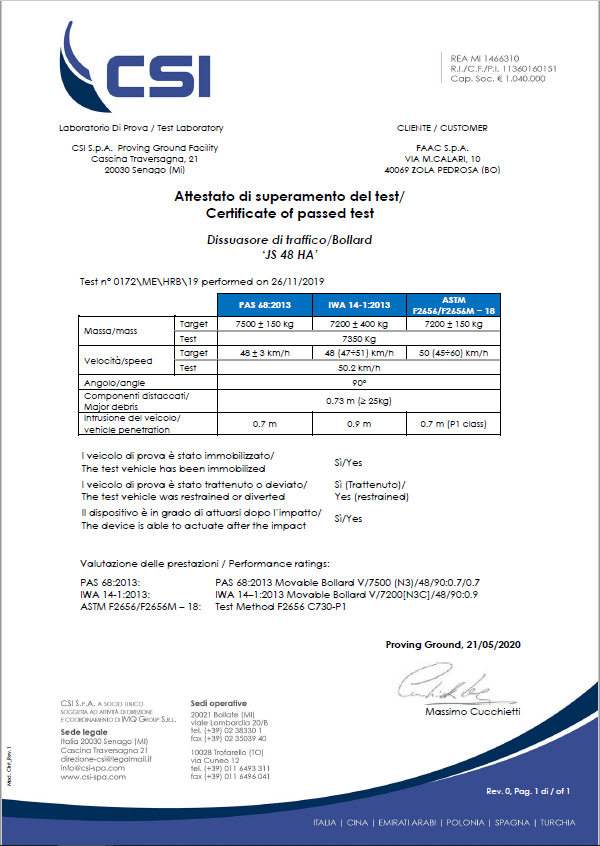 CSI
REA MI 1466310
R.I./C.F./P.I. 11360160151
Cap. Soc. € 1.040.000
Laboratorio Di Prova / Test Laboratory
CSI S.p.A. Proving Ground Facility
Cascina Traversagna, 21
20030 Senago (Mi)
CLIENTE / CUSTOMER
FAAC S.p.A.
VIA M.CALARI, 10
40069 ZOLA PEDROSA (BO)
Attestato di superamento del test/
Certificate of passed test
Dissuasore di traffico/Bollard
‘JS 48 HA’
Test n° 0172\ME\HRB\19 performed on 26/11/2019
PAS 68:2013 IWA 14-1:2013 ASTM F2656/F2656M – 18
Massa/mass Target 7500 ± 150 kg 7200 ± 400 kg 7200 ± 150 kg
Test 7350 Kg
Velocità/speed Target 48 ± 3 km/h 48 (47÷51) km/h 50 (45÷60) km/h
Test 50.2 km/h
Angolo/angle 90°
Componenti distaccati/ Major debris 0.73 m (≥ 25kg)
Intrusione del veicolo/ vehicle penetration 0.7 m 0.9 m 0.7 m (P1 class)
I veicolo di prova è stato immobilizzato/
The test vehicle has been immobilized
Sì/Yes
I veicolo di prova è stato trattenuto o deviato/
The test vehicle was restrained or diverted
Sì (Trattenuto)/
Yes (restrained)
Il dispositivo è in grado di attuarsi dopo l’impatto/
The device is able to actuate after the impact
Sì/Yes
Valutazione delle prestazioni / Performance ratings:
PAS 68:2013: PAS 68:2013 Movable Bollard V/7500 (N3)/48/90:0.7/0.7
IWA 14-1:2013: IWA 14–1:2013 Movable Bollard V/7200[N3C]/48/90:0.9
ASTM F2656/F2656M – 18: Test Method F2656 C730-P1
Proving Ground, 21/05/2020
Massimo Cucchietti
CSI S.P.A. A SOCIO UNICO
SOGGETTA AD ATTIVITÀ DI DIREZIONE
E COORDINAMENTO DI IMQ GROUP S.R.L.
Sede legale
Italia 20030 Senago (MI)
Cascina Traversagna 21
direzione-csi@legalmail.it
info@csi-spa.com
www.csi-spa.com
Sedi operative
20021 Bollate (MI)
viale Lombardia 20/B
tel. (+39) 02 38330 1
fax (+39) 02 35039 40
10028 Trofarello (TO)
via Cuneo 12
tel. (+39) 011 6493 311
fax (+39) 011 6496 041
Rev. 0, Pag. 1 di / of 1
ITALIA | CINA | EMIRATI ARABI | POLONIA | SPAGNA | TURCHIA